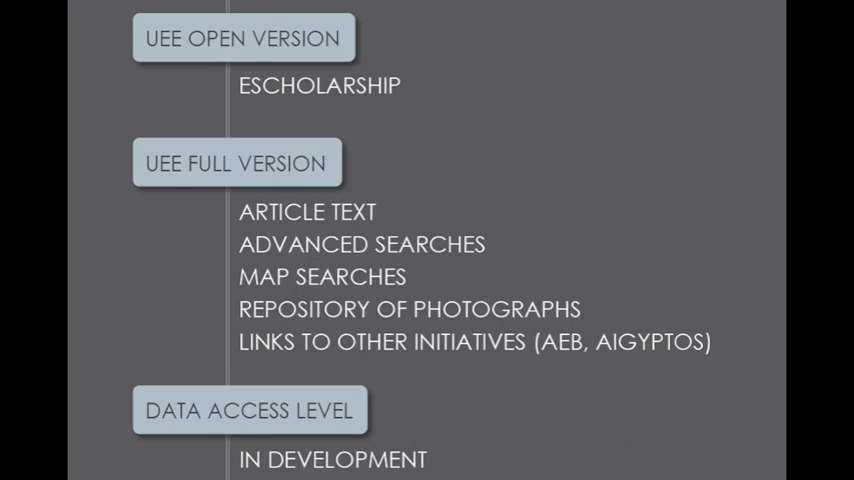 UEE OPEN VERSION
ESCHOLARSHIP
UEE FULL VERSION
ARTICLE TEXT
ADVANCED SEARCHES
MAP SEARCHES
REPOSITORY OF PHOTOGRAPHS
LINKS TO OTHER INITIATIVES (AEB, AIGYPTOS)
DATA ACCESS LEVEL
IN DEVELOPMENT